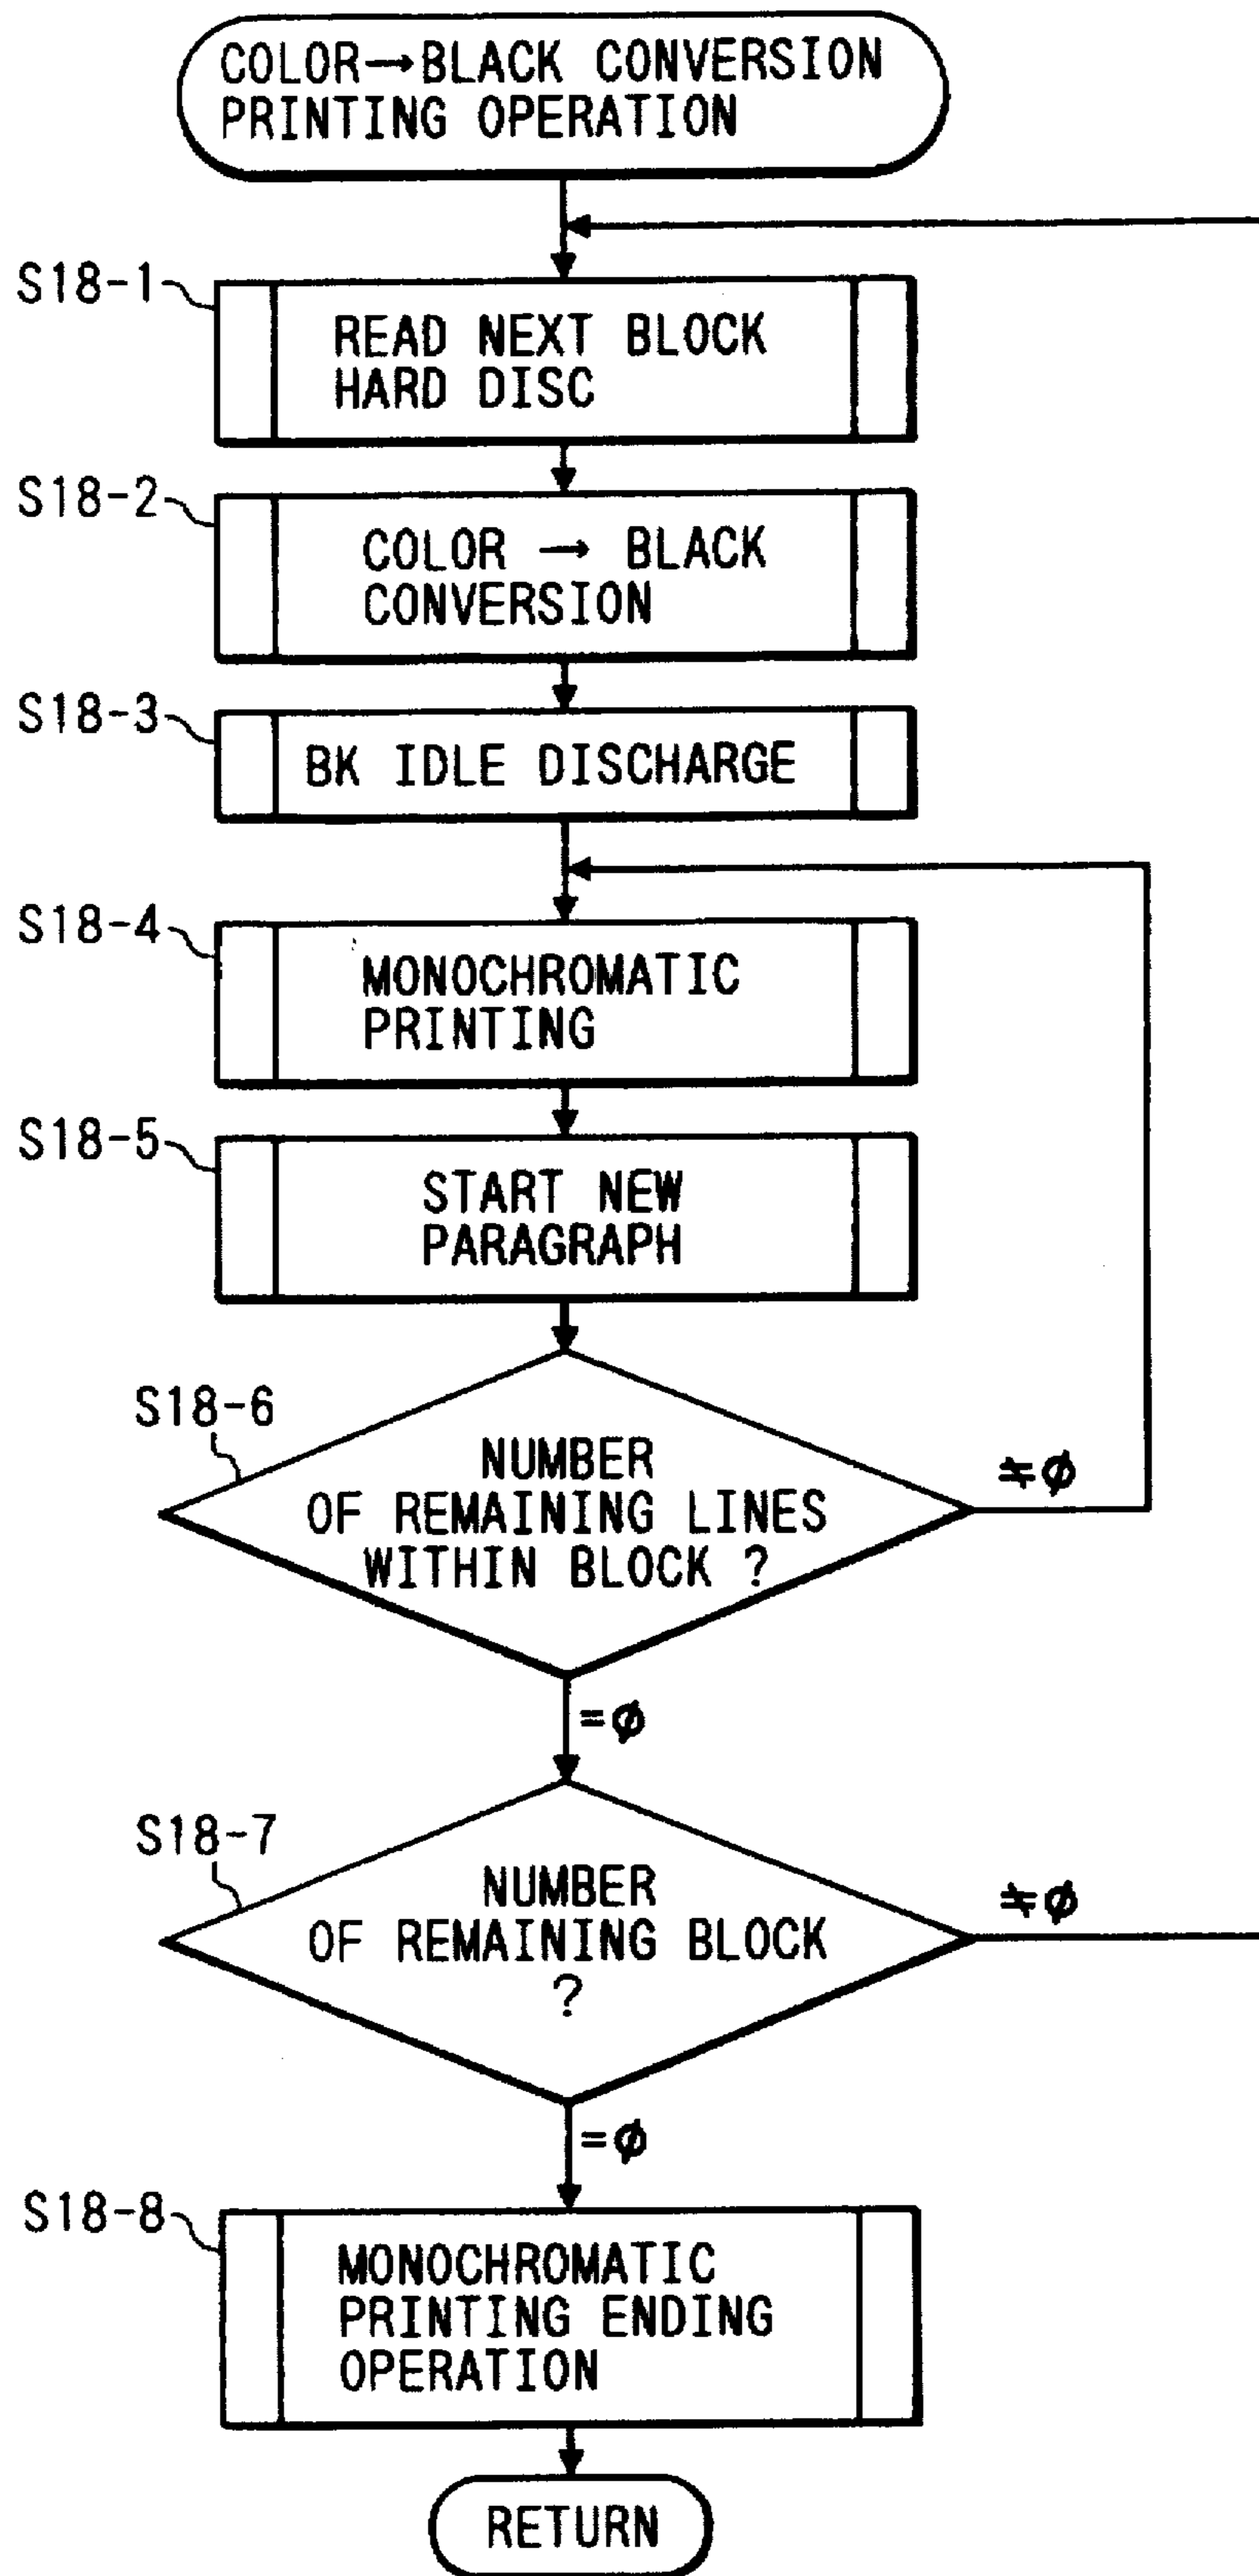 COLOR→BLACK CONVERSION
PRINTING OPERATION
S18-1
READ NEXT BLOCK
HARD DISC
S18-2
COLOR → BLACK
CONVERSION
S18-3
BK IDLE DISCHARGE
S18-4
MONOCHROMATIC
PRINTING
S18-5
START NEW
PARAGRAPH
S18-6
NUMBER
OF REMAINING LINES
WITHIN BLOCK ?
≠Ø
=Ø
S18-7
NUMBER
OF REMAINING BLOCK
?
≠Ø
=Ø
S18-8
MONOCHROMATIC
PRINTING ENDING
OPERATION
RETURN